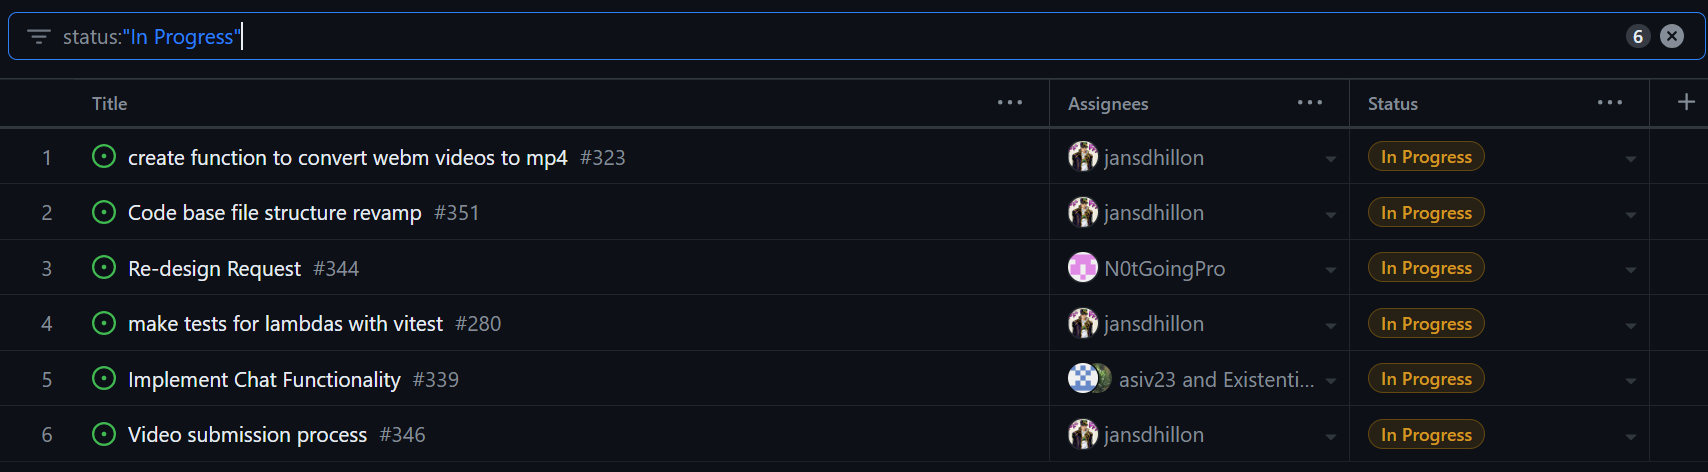 status:"In Progress" 6
Title Assignees Status
1 create function to convert webm videos to mp4 #323 jansdhillon In Progress
2 Code base file structure revamp #351 jansdhillon In Progress
3 Re-design Request #344 N0tGoingPro In Progress
4 make tests for lambdas with vitest #280 jansdhillon In Progress
5 Implement Chat Functionality #339 asiv23 and Existenti... In Progress
6 Video submission process #346 jansdhillon In Progress